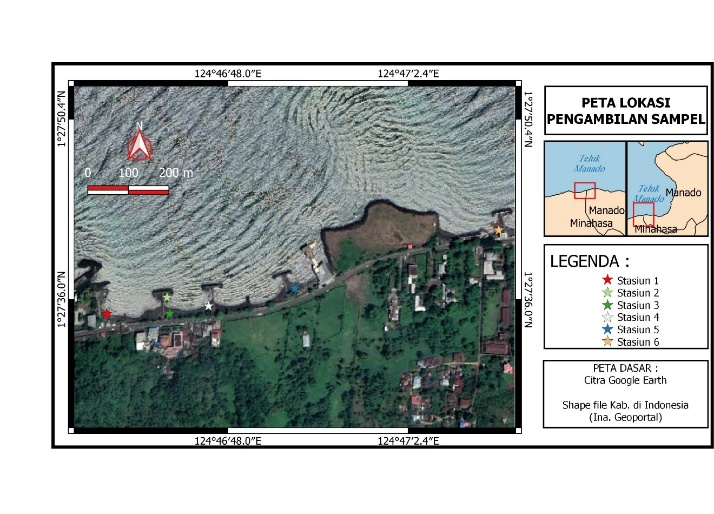 124°46'48.0"E
124°47'2.4"E
1°27'50.4"N
1°27'50.4"N
N
0 100 200 m
1°27'36.0"N
1°27'36.0"N
124°46'48.0"E
124°47'2.4"E
PETA LOKASI
PENGAMBILAN SAMPEL
Teluk
Manado
Manado
Minahasa
Teluk
Manado
Manado
Minahasa
LEGENDA :
Stasiun 1
Stasiun 2
Stasiun 3
Stasiun 4
Stasiun 5
Stasiun 6
PETA DASAR :
Citra Google Earth
Shape file Kab. di Indonesia
(Ina. Geoportal)